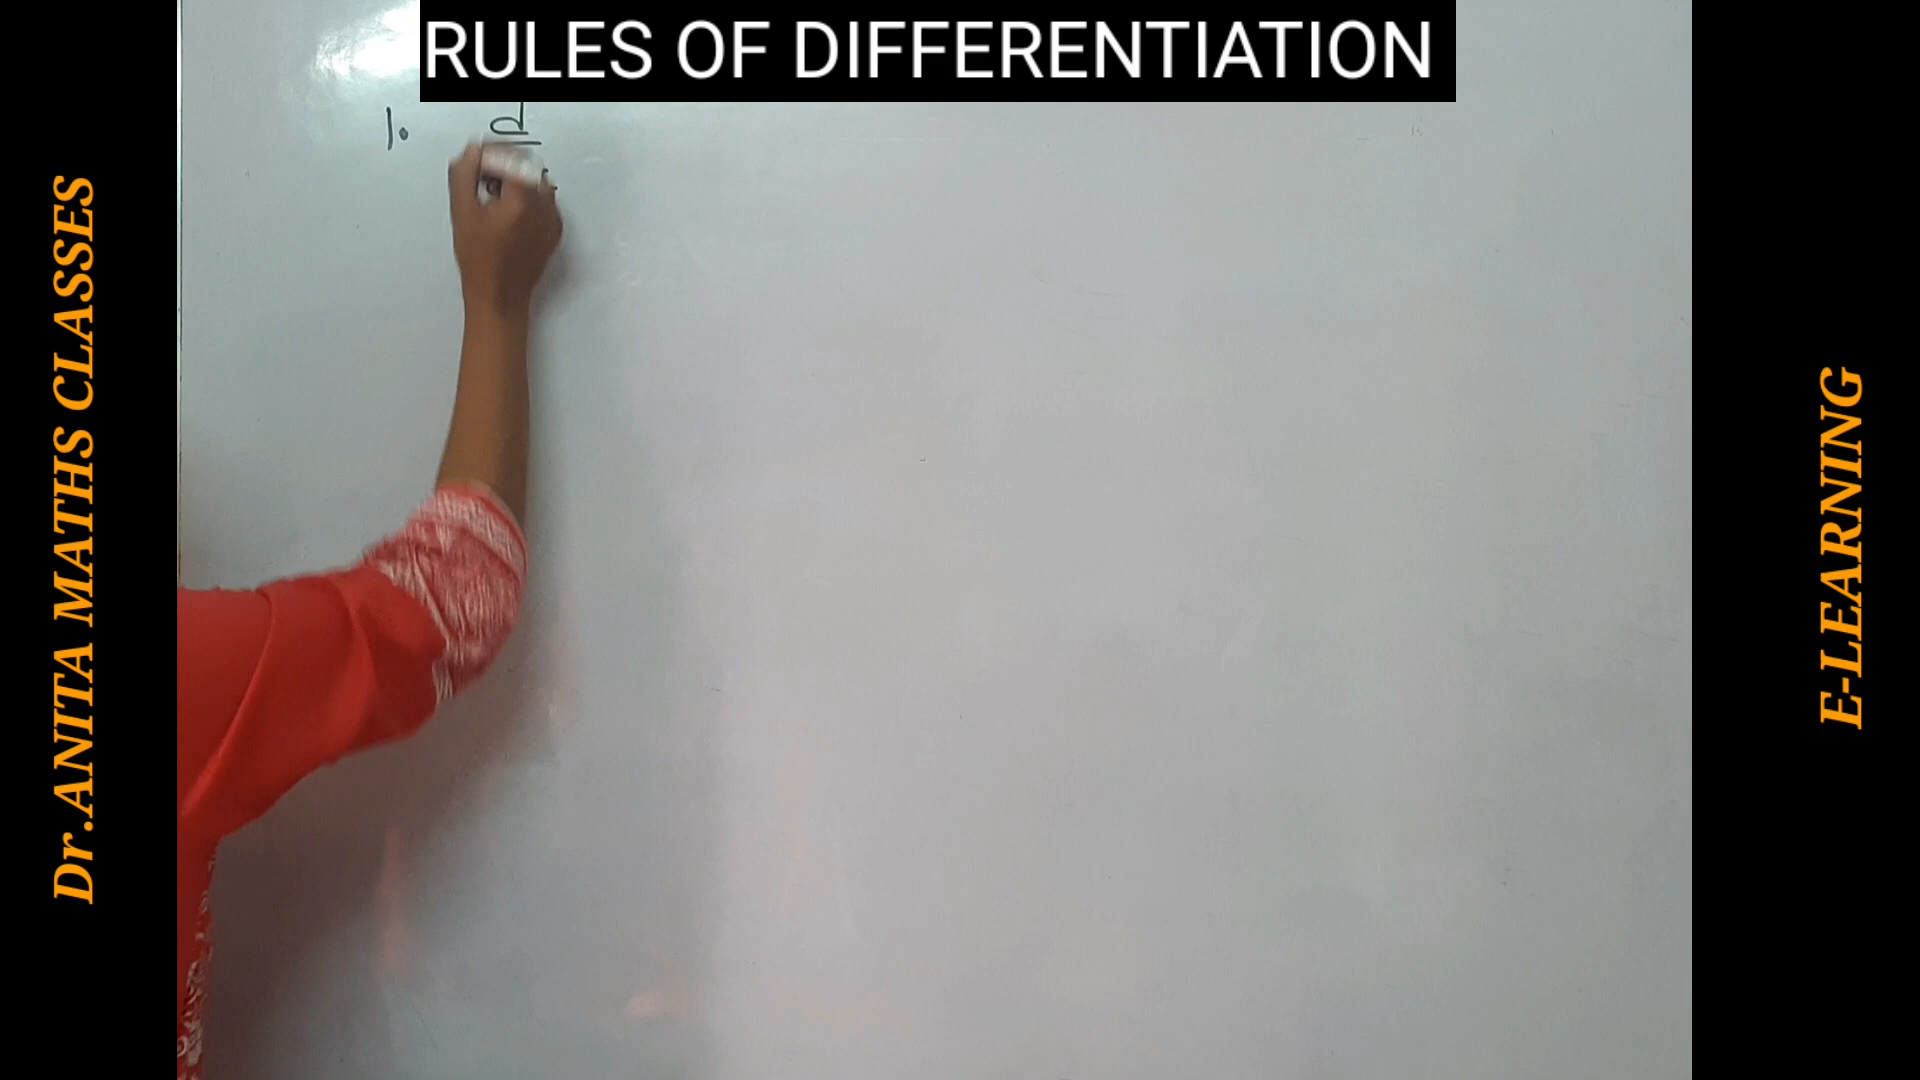 RULES OF DIFFERENTIATION
1. d
Dr.ANITA MATHS CLASSES
E-LEARNING